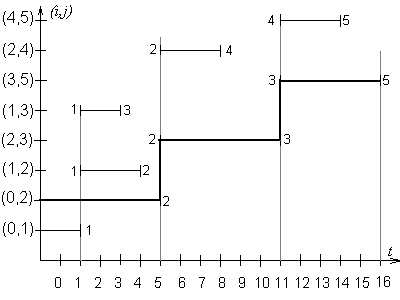 (4,5) (i,j) 4 5
(2,4) 2 4
(3,5) 3 5
(1,3) 1 3
(2,3) 2 3
(1,2) 1 2
(0,2) 2
(0,1) 1 t
0 1 2 3 4 5 6 7 8 9 10 11 12 13 14 15 16